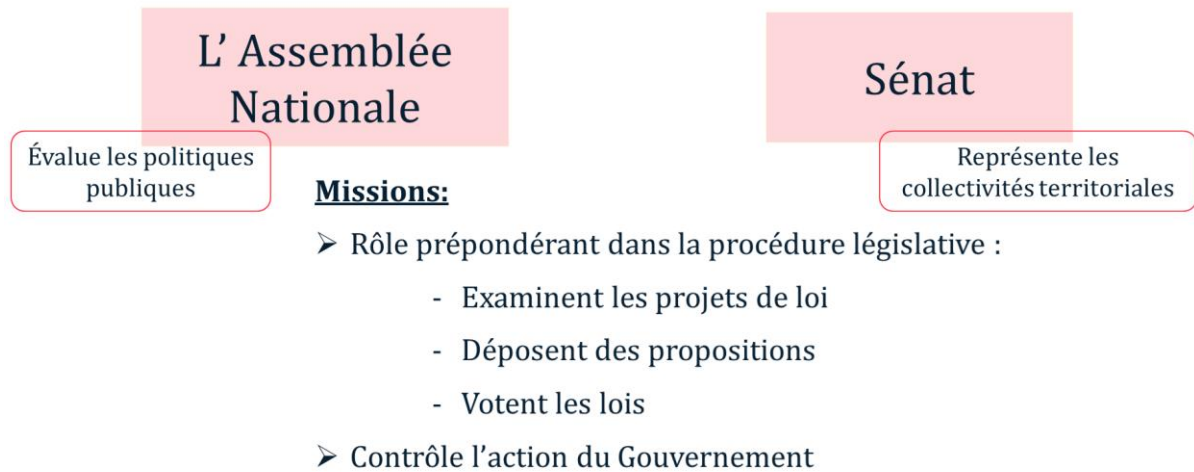 L’ Assemblée
Nationale
Sénat
Évalue les politiques
publiques
Représente les
collectivités territoriales
Missions:
➢ Rôle prépondérant dans la procédure législative :
- Examinent les projets de loi
- Déposent des propositions
- Votent les lois
➢ Contrôle l’action du Gouvernement